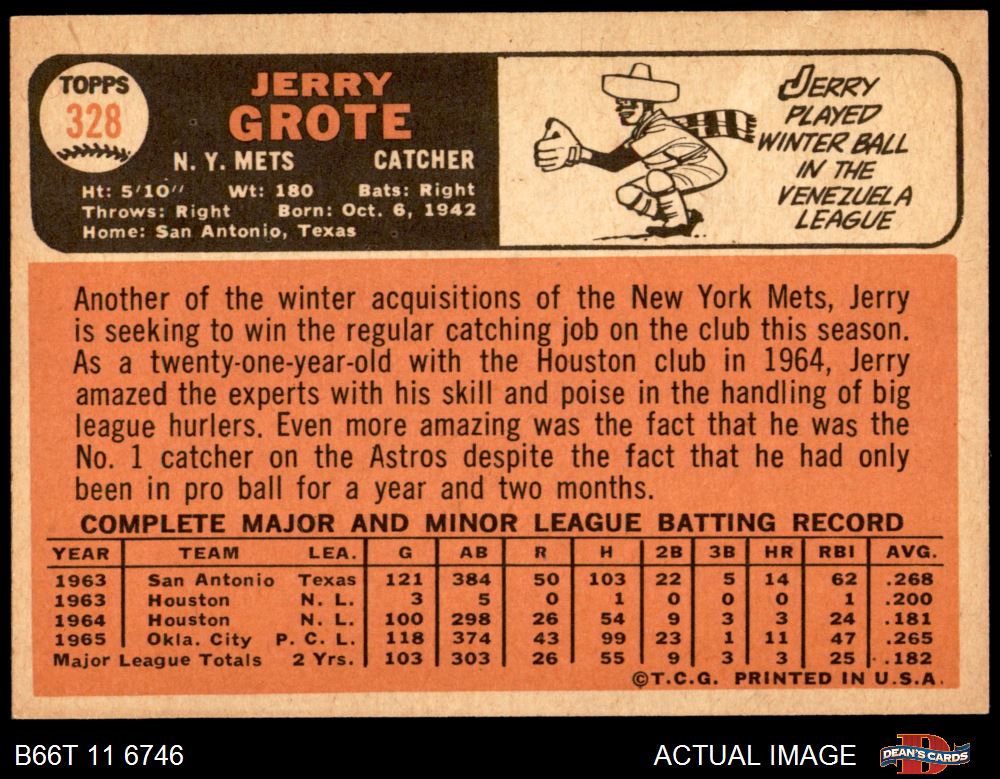 TOPPS
328
JERRY
GROTE
N. Y. METS CATCHER
Ht: 5'10" Wt: 180 Bats: Right
Throws: Right Born: Oct. 6, 1942
Home: San Antonio, Texas
JERRY
PLAYED
WINTER BALL
IN THE
VENEZUELA
LEAGUE
Another of the winter acquisitions of the New York Mets, Jerry
is seeking to win the regular catching job on the club this season.
As a twenty-one-year-old with the Houston club in 1964, Jerry
amazed the experts with his skill and poise in the handling of big
league hurlers. Even more amazing was the fact that he was the
No. 1 catcher on the Astros despite the fact that he had only
been in pro ball for a year and two months.
COMPLETE MAJOR AND MINOR LEAGUE BATTING RECORD
YEAR TEAM LEA. G AB R H 2B 3B HR RBI AVG.
1963 San Antonio Texas 121 384 50 103 22 5 14 62 .268
1963 Houston N. L. 3 5 0 1 0 0 0 1 .200
1964 Houston N. L. 100 298 26 54 9 3 3 24 .181
1965 Okla. City P. C. L. 118 374 43 99 23 1 11 47 .265
Major League Totals 2 Yrs. 103 303 26 55 9 3 3 25 .182
©T.C.G. PRINTED IN U.S.A.
B66T 11 6746 ACTUAL IMAGE DEAN'S CARDS